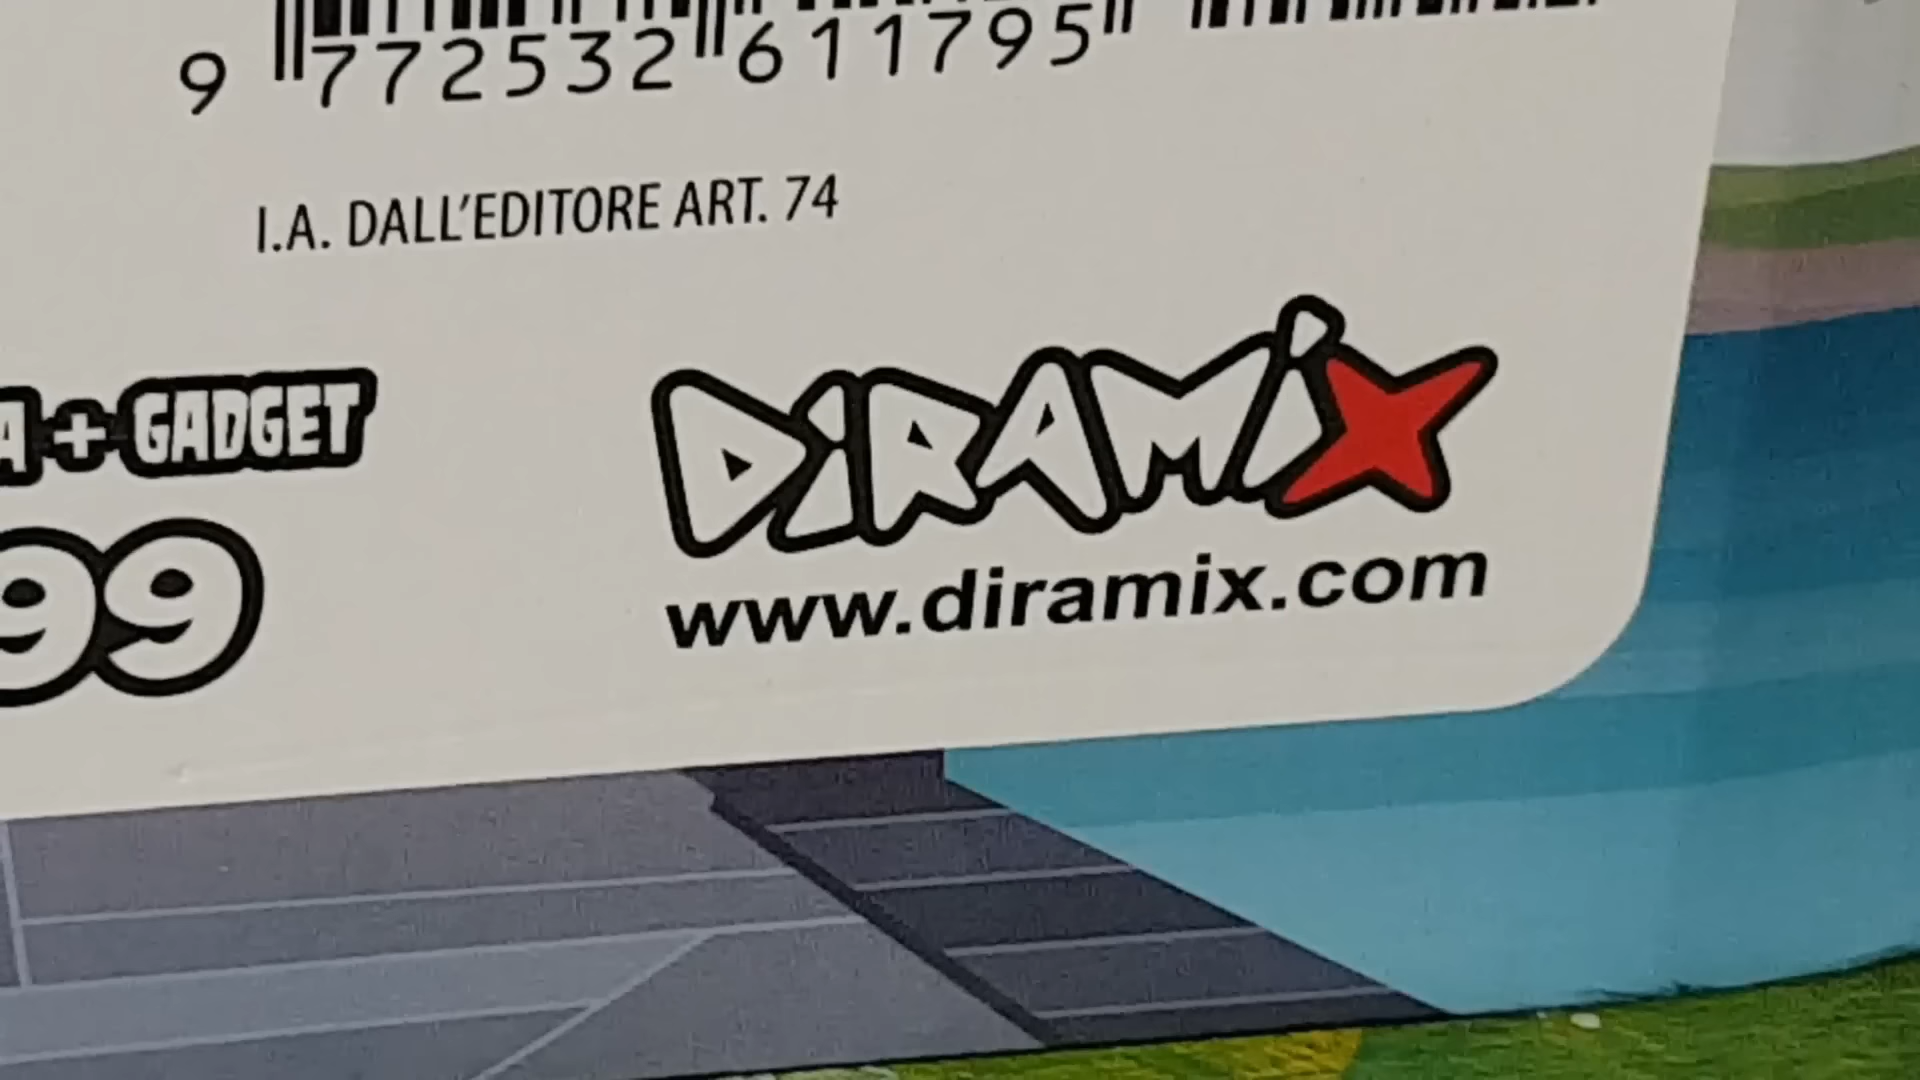 9 772532 611795
I.A. DALL'EDITORE ART. 74
A + GADGET
99
DiRAMiX
www.diramix.com